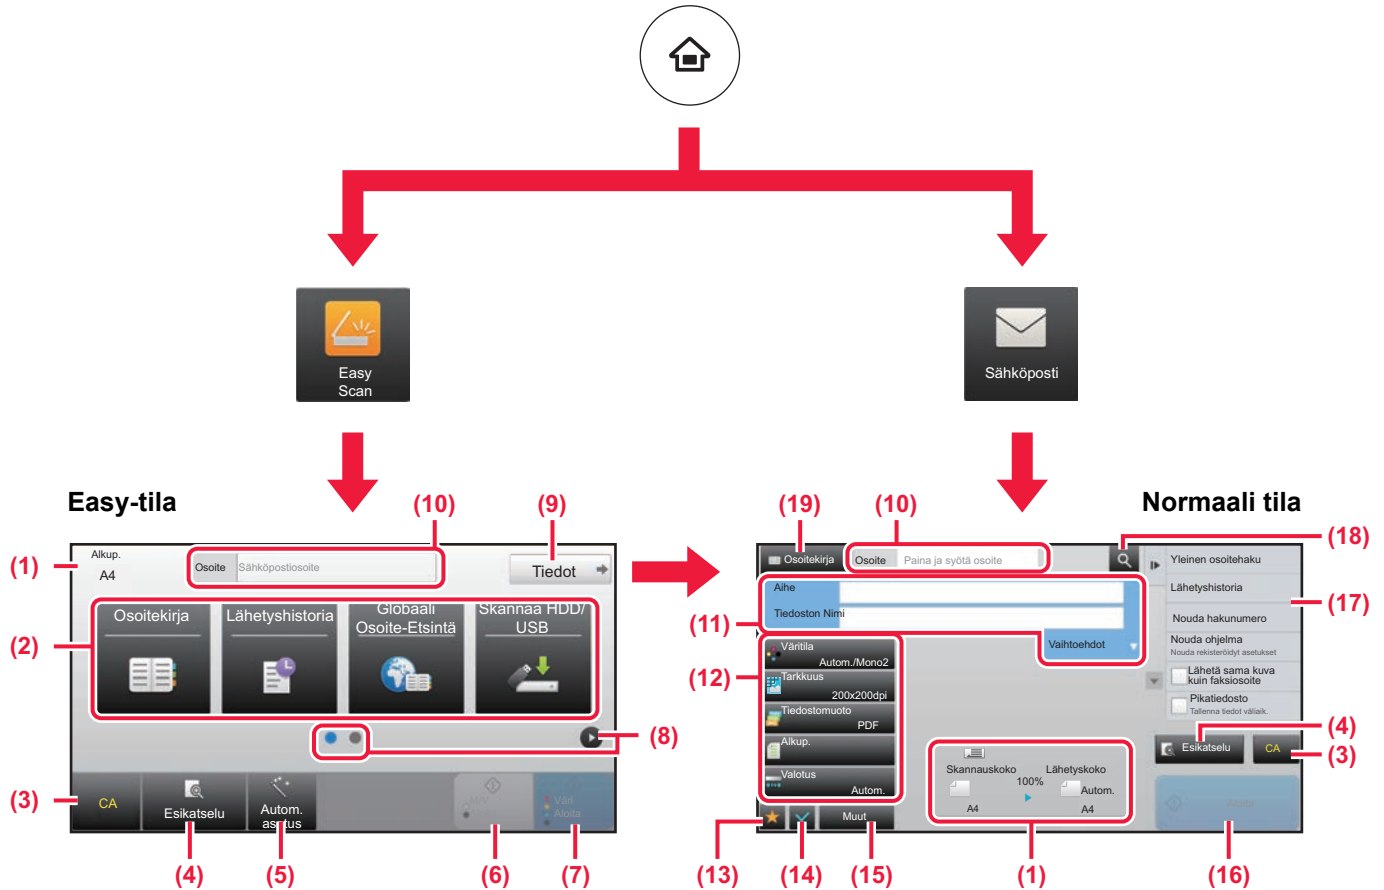 Easy
Scan
Sähköposti
Easy-tila
Normaali tila
(10)
(9)
(19)
(10)
(18)
(1)
Alkup.
A4
Osoite
Sähköpostiosoite
Tiedot
Osoitekirja
Osoite
Paina ja syötä osoite
Yleinen osoitehaku
Aihe
Tiedoston Nimi
Lähetyshistoria
(17)
Nouda hakunumero
(11)
(2)
Osoitekirja
Lähetyshistoria
Globaali
Osoite-Etsintä
Skannaa HDD/
USB
Vaihtoehdot
Nouda ohjelma
Nouda rekisteröidyt asetukset
(12)
Väritila
Autom./Mono2
Tarkkuus
200x200dpi
Tiedostomuoto
PDF
Alkup.
Valotus
Autom.
Lähetä sama kuva
kuin faksiosoite
Pikatiedosto
Tallenna tiedot väliaik.
(8)
(4)
Esikatselu
CA
(3)
Skannauskoko
100%
Lähetyskoko
Autom.
A4
A4
(3)
CA
Esikatselu
Autom.
asetus
M/V
Väri
Aloita
Muut
Aloita
(4)
(5)
(6)
(7)
(13)
(14)
(15)
(1)
(16)